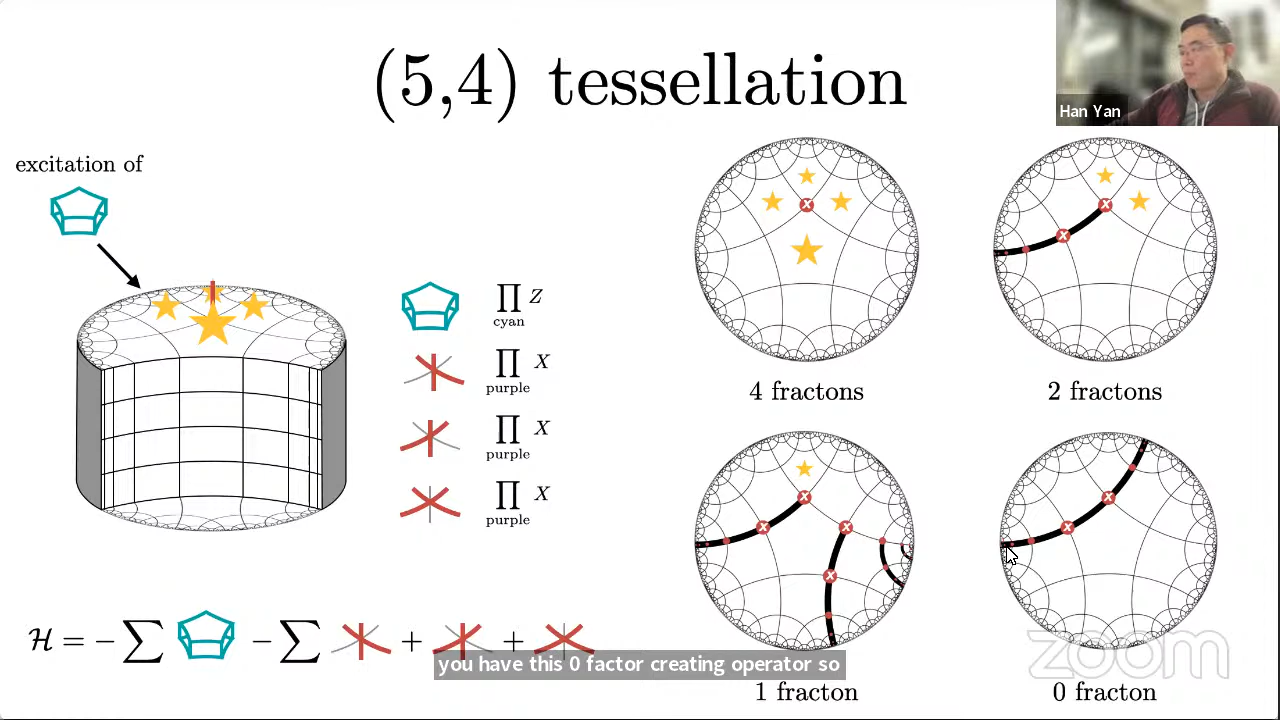 (5,4) tessellation
Han Yan
excitation of
∏ Z
cyan
∏ X
purple
∏ X
purple
∏ X
purple
x
4 fractons
x
x
2 fractons
x
x
x
x
1 fracton
x
x
0 fracton
ℋ = − ∑ − ∑ + +
you have this 0 factor creating operator so
zoom